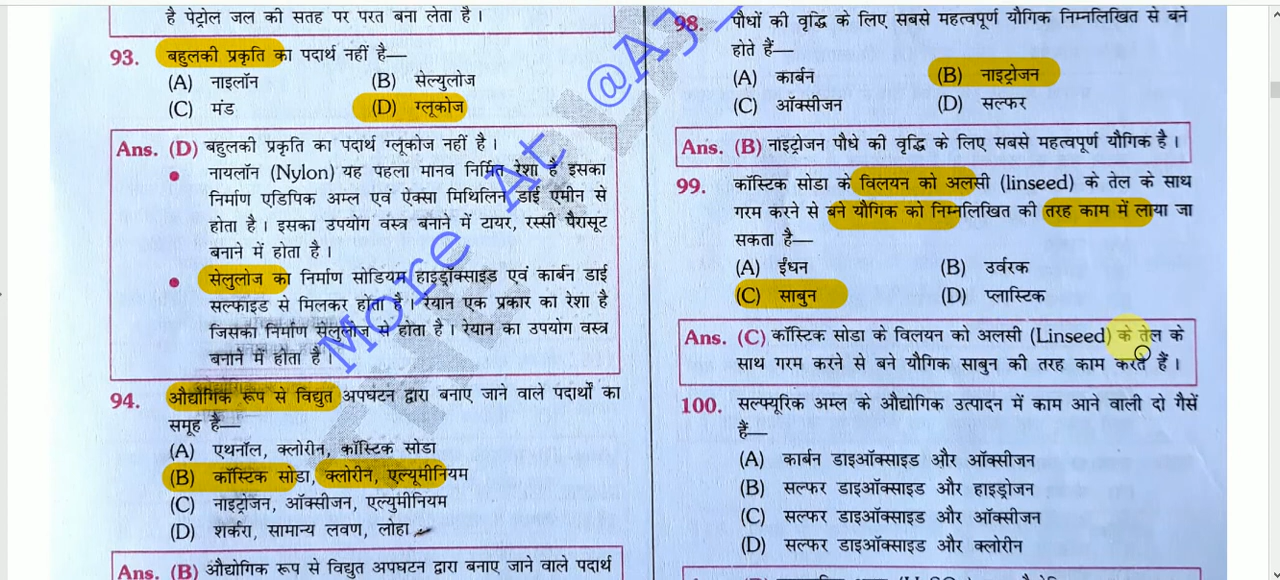 है पेट्रोल जल की सतह पर परत बना लेता है।
93. बहुलकी प्रकृति का पदार्थ नहीं है—
(A) नाइलॉन (B) सेल्युलोज
(C) मंड (D) ग्लूकोज
Ans. (D) बहुलकी प्रकृति का पदार्थ ग्लूकोज नहीं है।
• नायलॉन (Nylon) यह पहला मानव निर्मित रेशा है इसका
निर्माण एडिपिक अम्ल एवं ऐक्सा मिथिलिन डाई एमीन से
होता है। इसका उपयोग वस्त्र बनाने में टायर, रस्सी पैरासूट
बनाने में होता है।
• सेलुलोज का निर्माण सोडियम हाइड्रॉक्साइड एवं कार्बन डाई
सल्फाइड से मिलकर होता है। रेयान एक प्रकार का रेशा है
जिसका निर्माण सेलुलोज से होता है। रेयान का उपयोग वस्त्र
बनाने में होता है।
94. औद्योगिक रूप से विद्युत अपघटन द्वारा बनाए जाने वाले पदार्थों का
समूह है—
(A) एथनॉल, क्लोरीन, कॉस्टिक सोडा
(B) कॉस्टिक सोडा, क्लोरीन, एल्यूमीनियम
(C) नाइट्रोजन, ऑक्सीजन, एल्युमीनियम
(D) शर्करा, सामान्य लवण, लोहा
Ans. (B) औद्योगिक रूप से विद्युत अपघटन द्वारा बनाए जाने वाले पदार्थ
98. पौधों की वृद्धि के लिए सबसे महत्वपूर्ण यौगिक निम्नलिखित से बने
होते हैं—
(A) कार्बन (B) नाइट्रोजन
(C) ऑक्सीजन (D) सल्फर
Ans. (B) नाइट्रोजन पौधे की वृद्धि के लिए सबसे महत्वपूर्ण यौगिक है।
99. कॉस्टिक सोडा के विलयन को अलसी (linseed) के तेल के साथ
गरम करने से बने यौगिक को निम्नलिखित की तरह काम में लाया जा
सकता है—
(A) ईंधन (B) उर्वरक
(C) साबुन (D) प्लास्टिक
Ans. (C) कॉस्टिक सोडा के विलयन को अलसी (Linseed) के तेल के
साथ गरम करने से बने यौगिक साबुन की तरह काम करते हैं।
100. सल्फ्यूरिक अम्ल के औद्योगिक उत्पादन में काम आने वाली दो गैसें
हैं—
(A) कार्बन डाइऑक्साइड और ऑक्सीजन
(B) सल्फर डाइऑक्साइड और हाइड्रोजन
(C) सल्फर डाइऑक्साइड और ऑक्सीजन
(D) सल्फर डाइऑक्साइड और क्लोरीन
More At